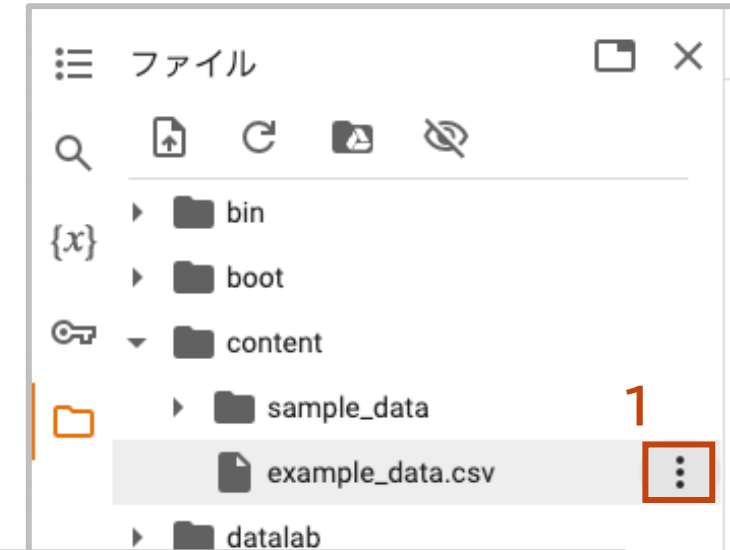 ファイル
{x}
bin
boot
content
sample_data
1
example_data.csv
datalab